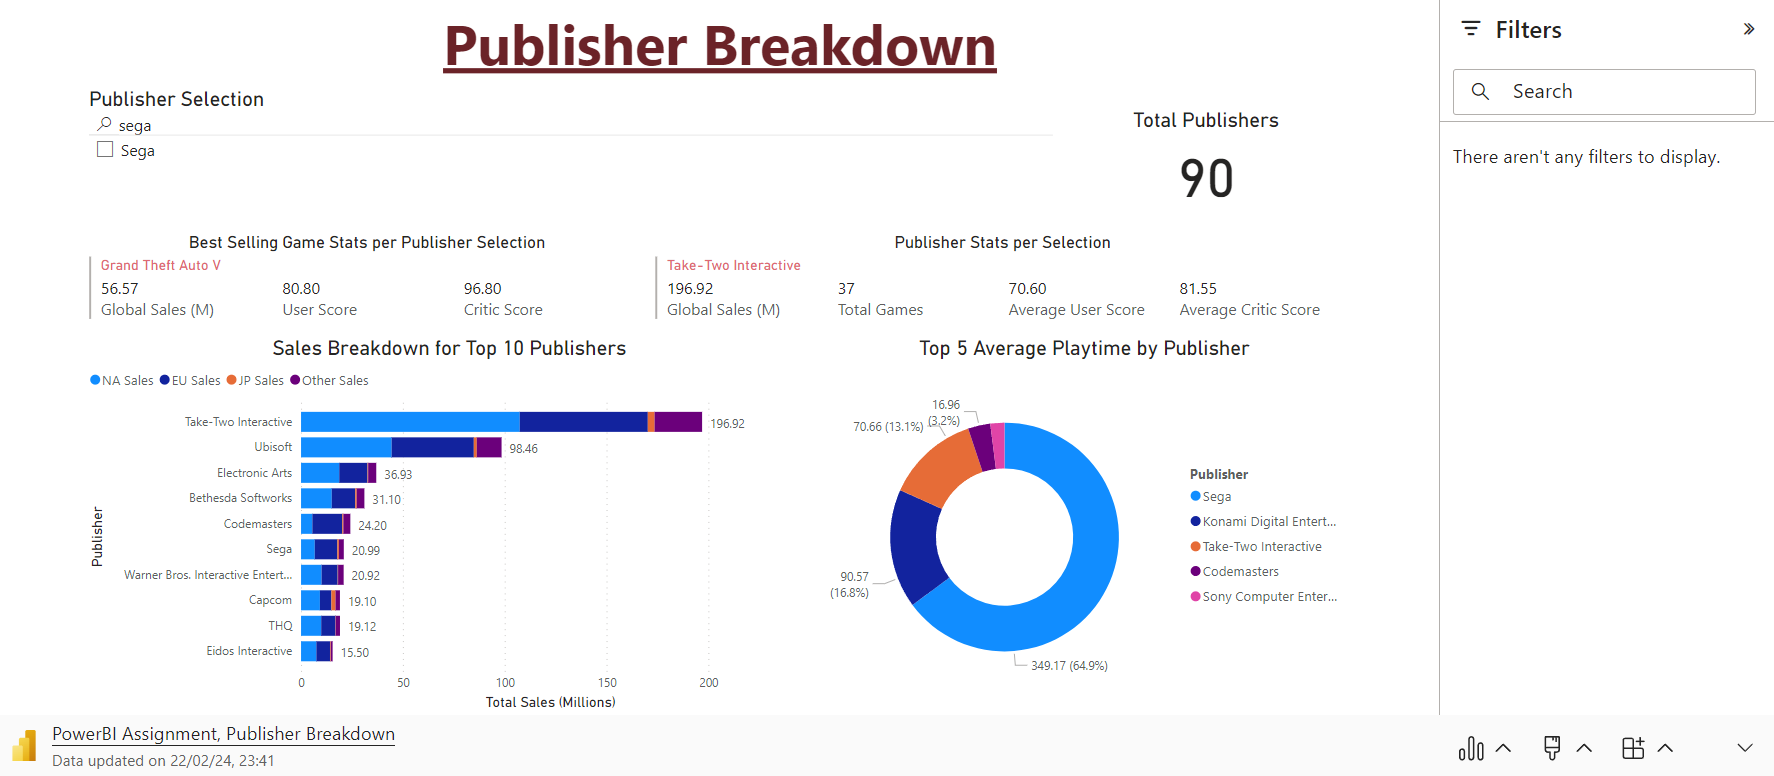 Publisher Breakdown
Filters
Search
There aren't any filters to display.
Publisher Selection
sega
Sega
Total Publishers
90
Best Selling Game Stats per Publisher Selection
Grand Theft Auto V
56.57 80.80 96.80
Global Sales (M) User Score Critic Score
Publisher Stats per Selection
Take-Two Interactive
196.92 37 70.60 81.55
Global Sales (M) Total Games Average User Score Average Critic Score
Sales Breakdown for Top 10 Publishers
NA Sales EU Sales JP Sales Other Sales
Publisher
Take-Two Interactive 196.92
Ubisoft 98.46
Electronic Arts 36.93
Bethesda Softworks 31.10
Codemasters 24.20
Sega 20.99
Warner Bros. Interactive Entert... 20.92
Capcom 19.10
THQ 19.12
Eidos Interactive 15.50
0 50 100 150 200
Total Sales (Millions)
Top 5 Average Playtime by Publisher
16.96
(3.2%)
70.66 (13.1%)
90.57
(16.8%)
349.17 (64.9%)
Publisher
Sega
Konami Digital Entert...
Take-Two Interactive
Codemasters
Sony Computer Enter...
PowerBI Assignment, Publisher Breakdown
Data updated on 22/02/24, 23:41